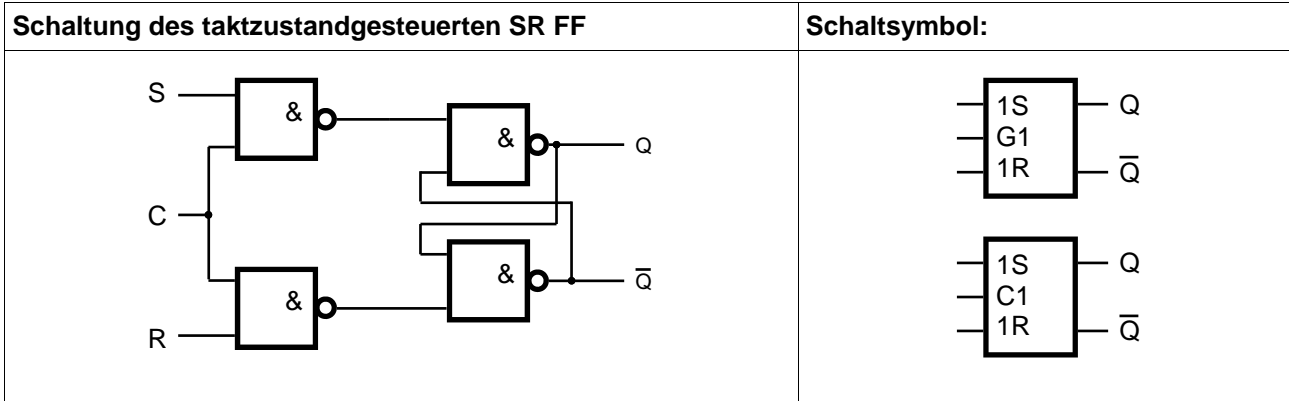 Schaltung des taktzustandgesteuerten SR FF
Schaltsymbol:
S
&
&
Q
C
&
&
Q̅
R
1S
G1
1R
Q
Q̅
1S
C1
1R
Q
Q̅